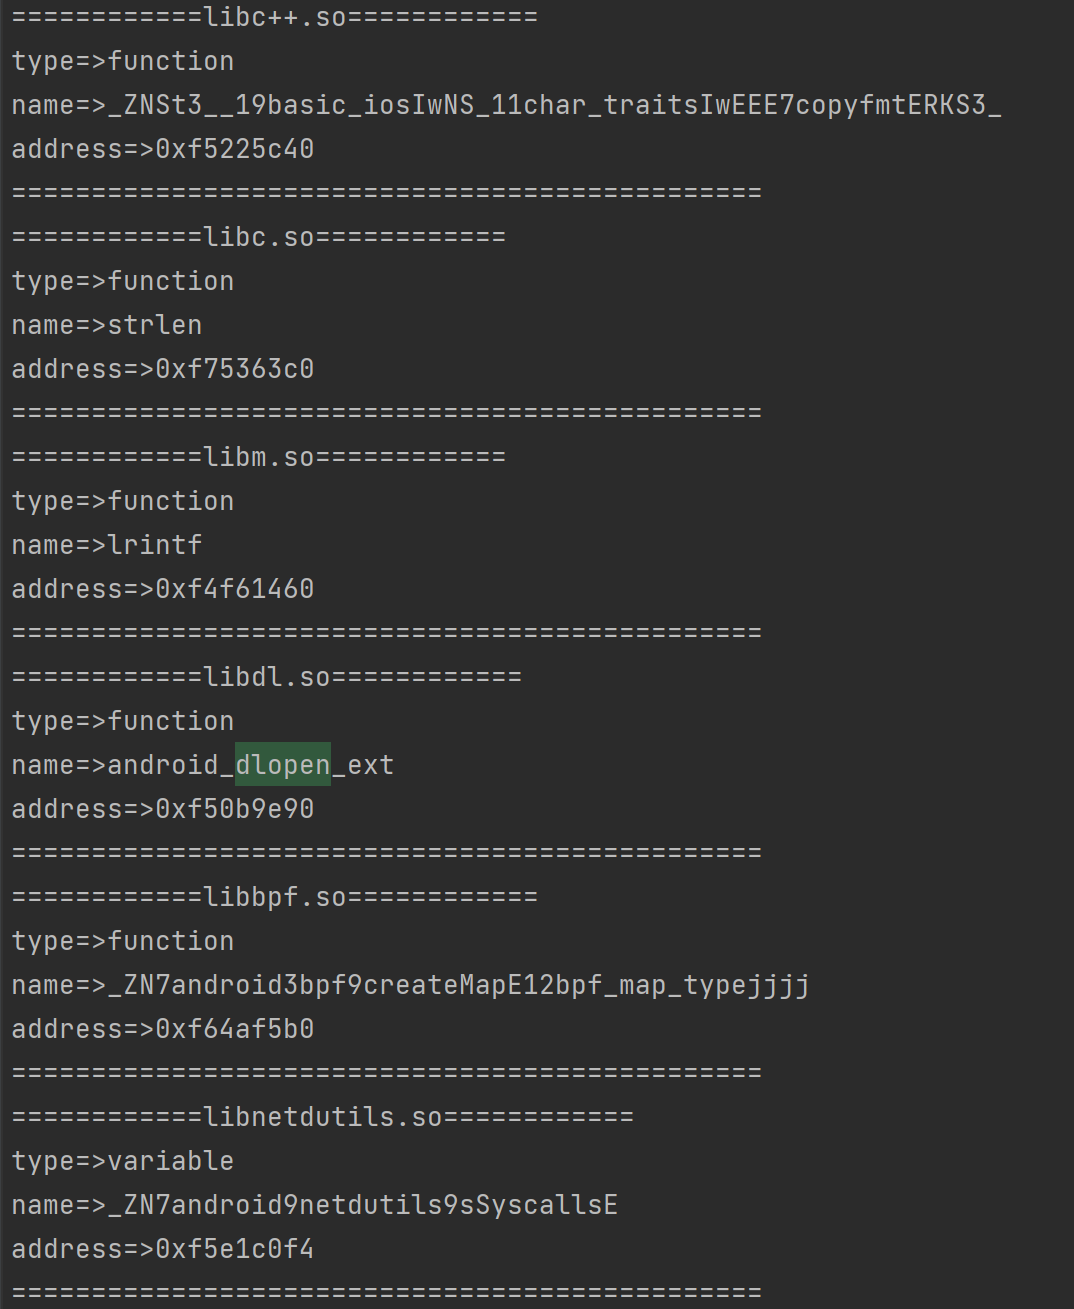 ============libc++.so============
type=>function
name=>_ZNSt3__19basic_iosIwNS_11char_traitsIwEEE7copyfmtERKS3_
address=>0xf5225c40
===============================================
============libc.so============
type=>function
name=>strlen
address=>0xf75363c0
===============================================
============libm.so============
type=>function
name=>lrintf
address=>0xf4f61460
===============================================
============libdl.so============
type=>function
name=>android_dlopen_ext
address=>0xf50b9e90
===============================================
============libbpf.so============
type=>function
name=>_ZN7android3bpf9createMapE12bpf_map_typejjjj
address=>0xf64af5b0
===============================================
============libnetdutils.so============
type=>variable
name=>_ZN7android9netdutils9sSyscallsE
address=>0xf5e1c0f4
===============================================